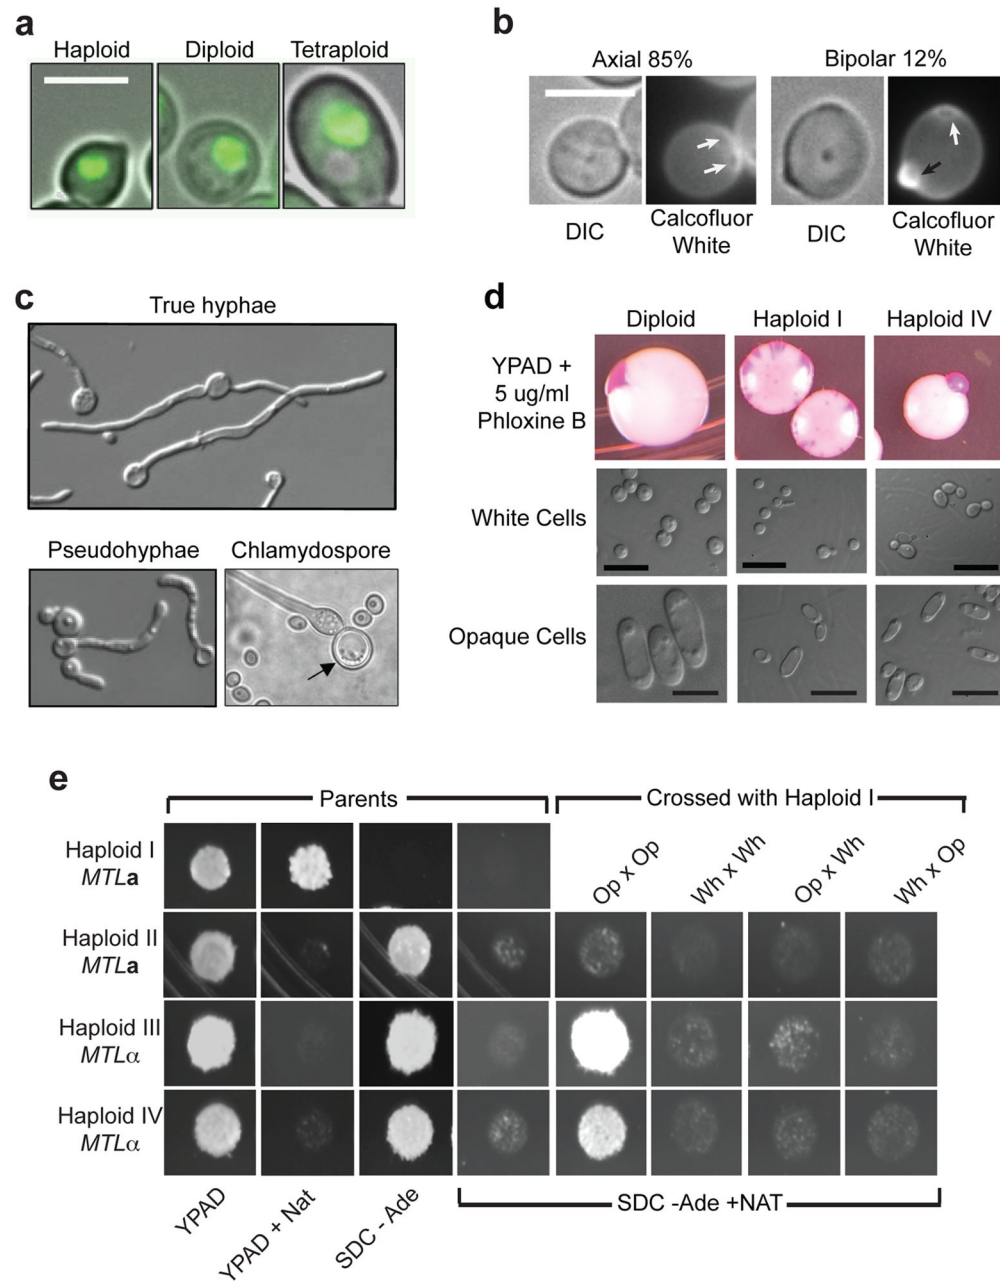 a
Haploid
Diploid
Tetraploid
b
Axial 85%
Bipolar 12%
DIC
Calcofluor
White
DIC
Calcofluor
White
c
True hyphae
Pseudohyphae
Chlamydospore
d
Diploid
Haploid I
Haploid IV
YPAD +
5 ug/ml
Phloxine B
White Cells
Opaque Cells
e
Parents
Crossed with Haploid I
Op x Op
Wh x Wh
Op x Wh
Wh x Op
Haploid I
MTLa
Haploid II
MTLa
Haploid III
MTLα
Haploid IV
MTLα
YPAD
YPAD + Nat
SDC - Ade
SDC -Ade +NAT